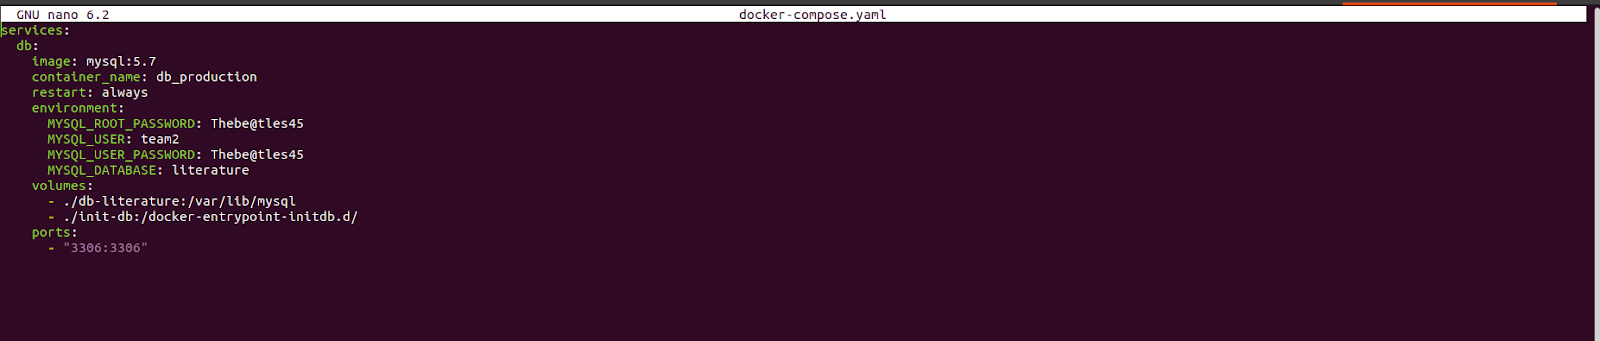 GNU nano 6.2 docker-compose.yaml
services:
  db:
    image: mysql:5.7
    container_name: db_production
    restart: always
    environment:
      MYSQL_ROOT_PASSWORD: Thebe@tles45
      MYSQL_USER: team2
      MYSQL_USER_PASSWORD: Thebe@tles45
      MYSQL_DATABASE: literature
    volumes:
      - ./db-literature:/var/lib/mysql
      - ./init-db:/docker-entrypoint-initdb.d/
    ports:
      - "3306:3306"